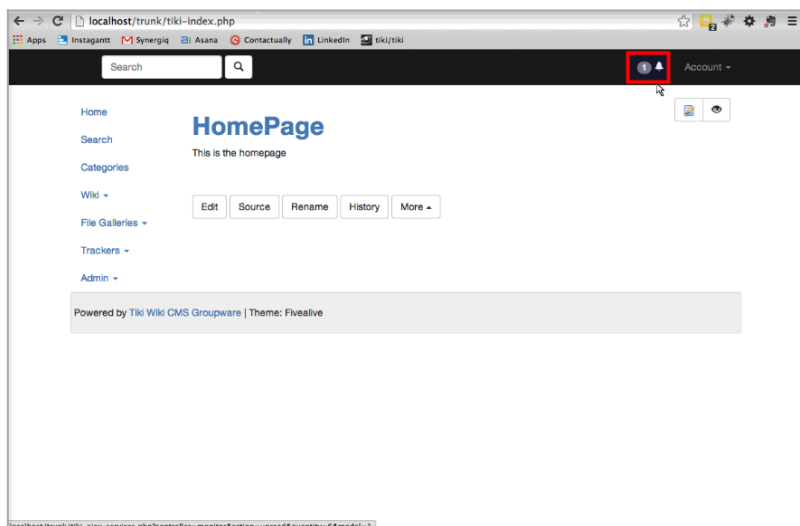 localhost/trunk/tiki-index.php
2
Apps Instagantt Synergiq Asana Contactually LinkedIn tiki/tiki
Search 1 Account
Home
HomePage
Search
This is the homepage
Categories
Wiki
Edit Source Rename History More
File Galleries
Trackers
Admin
Powered by Tiki Wiki CMS Groupware | Theme: Fivealive